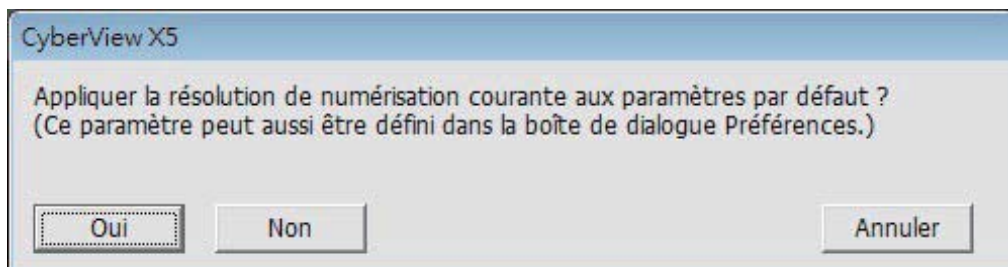 CyberView X5
Appliquer la résolution de numérisation courante aux paramètres par défaut ?
(Ce paramètre peut aussi être défini dans la boîte de dialogue Préférences.)
Oui Non Annuler